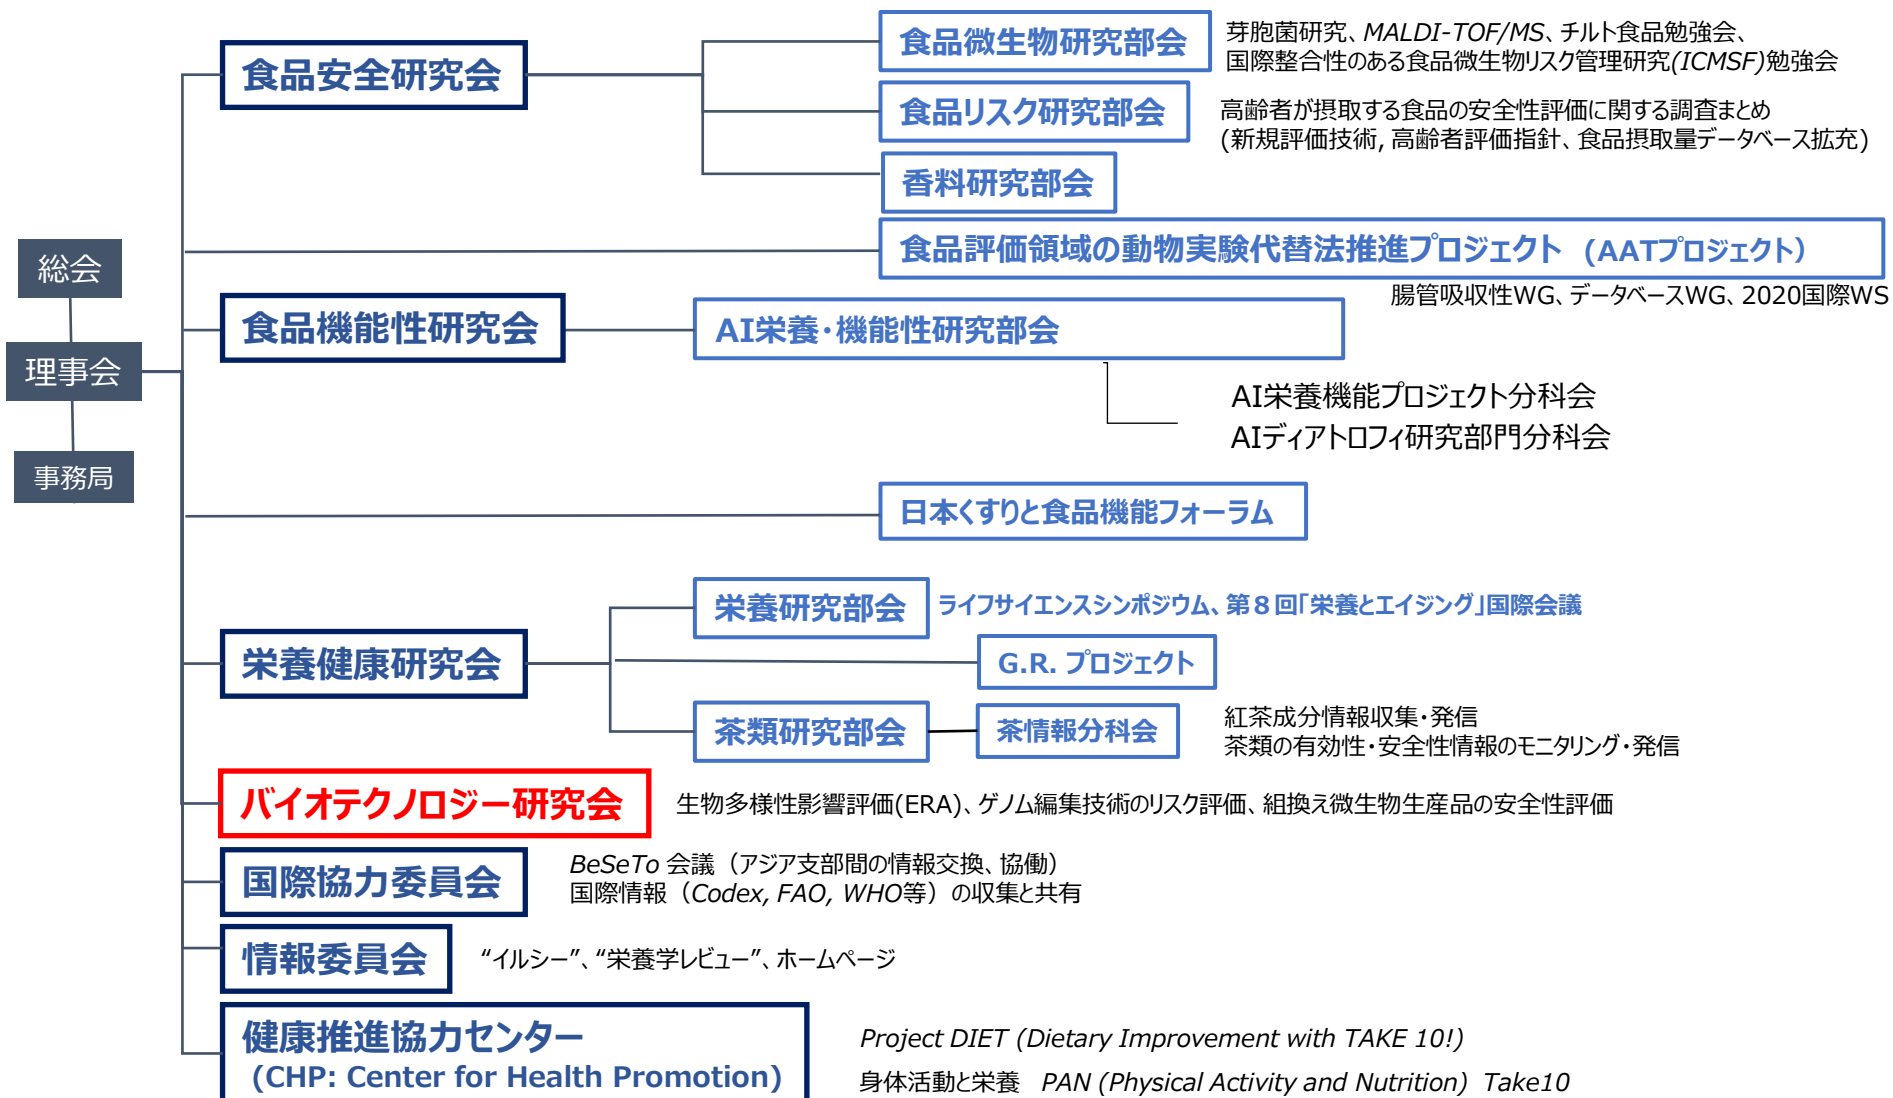 総会
理事会
事務局
食品安全研究会
食品微生物研究部会
芽胞菌研究、MALDI-TOF/MS、チルト食品勉強会、
国際整合性のある食品微生物リスク管理研究(ICMSF)勉強会
食品リスク研究部会
高齢者が摂取する食品の安全性評価に関する調査まとめ
(新規評価技術, 高齢者評価指針、食品摂取量データベース拡充)
香料研究部会
食品評価領域の動物実験代替法推進プロジェクト (AATプロジェクト）
腸管吸収性WG、データベースWG、2020国際WS
食品機能性研究会
AI栄養・機能性研究部会
AI栄養機能プロジェクト分科会
AIディアトロフィ研究部門分科会
日本くすりと食品機能フォーラム
栄養健康研究会
栄養研究部会
ライフサイエンスシンポジウム、第８回「栄養とエイジング」国際会議
G.R. プロジェクト
茶類研究部会
茶情報分科会
紅茶成分情報収集・発信
茶類の有効性・安全性情報のモニタリング・発信
バイオテクノロジー研究会
生物多様性影響評価(ERA)、ゲノム編集技術のリスク評価、組換え微生物生産品の安全性評価
国際協力委員会
BeSeTo 会議（アジア支部間の情報交換、協働）
国際情報（Codex, FAO, WHO等）の収集と共有
情報委員会
“イルシー”、“栄養学レビュー”、ホームページ
健康推進協力センター
(CHP: Center for Health Promotion)
Project DIET (Dietary Improvement with TAKE 10!)
身体活動と栄養 PAN (Physical Activity and Nutrition) Take10